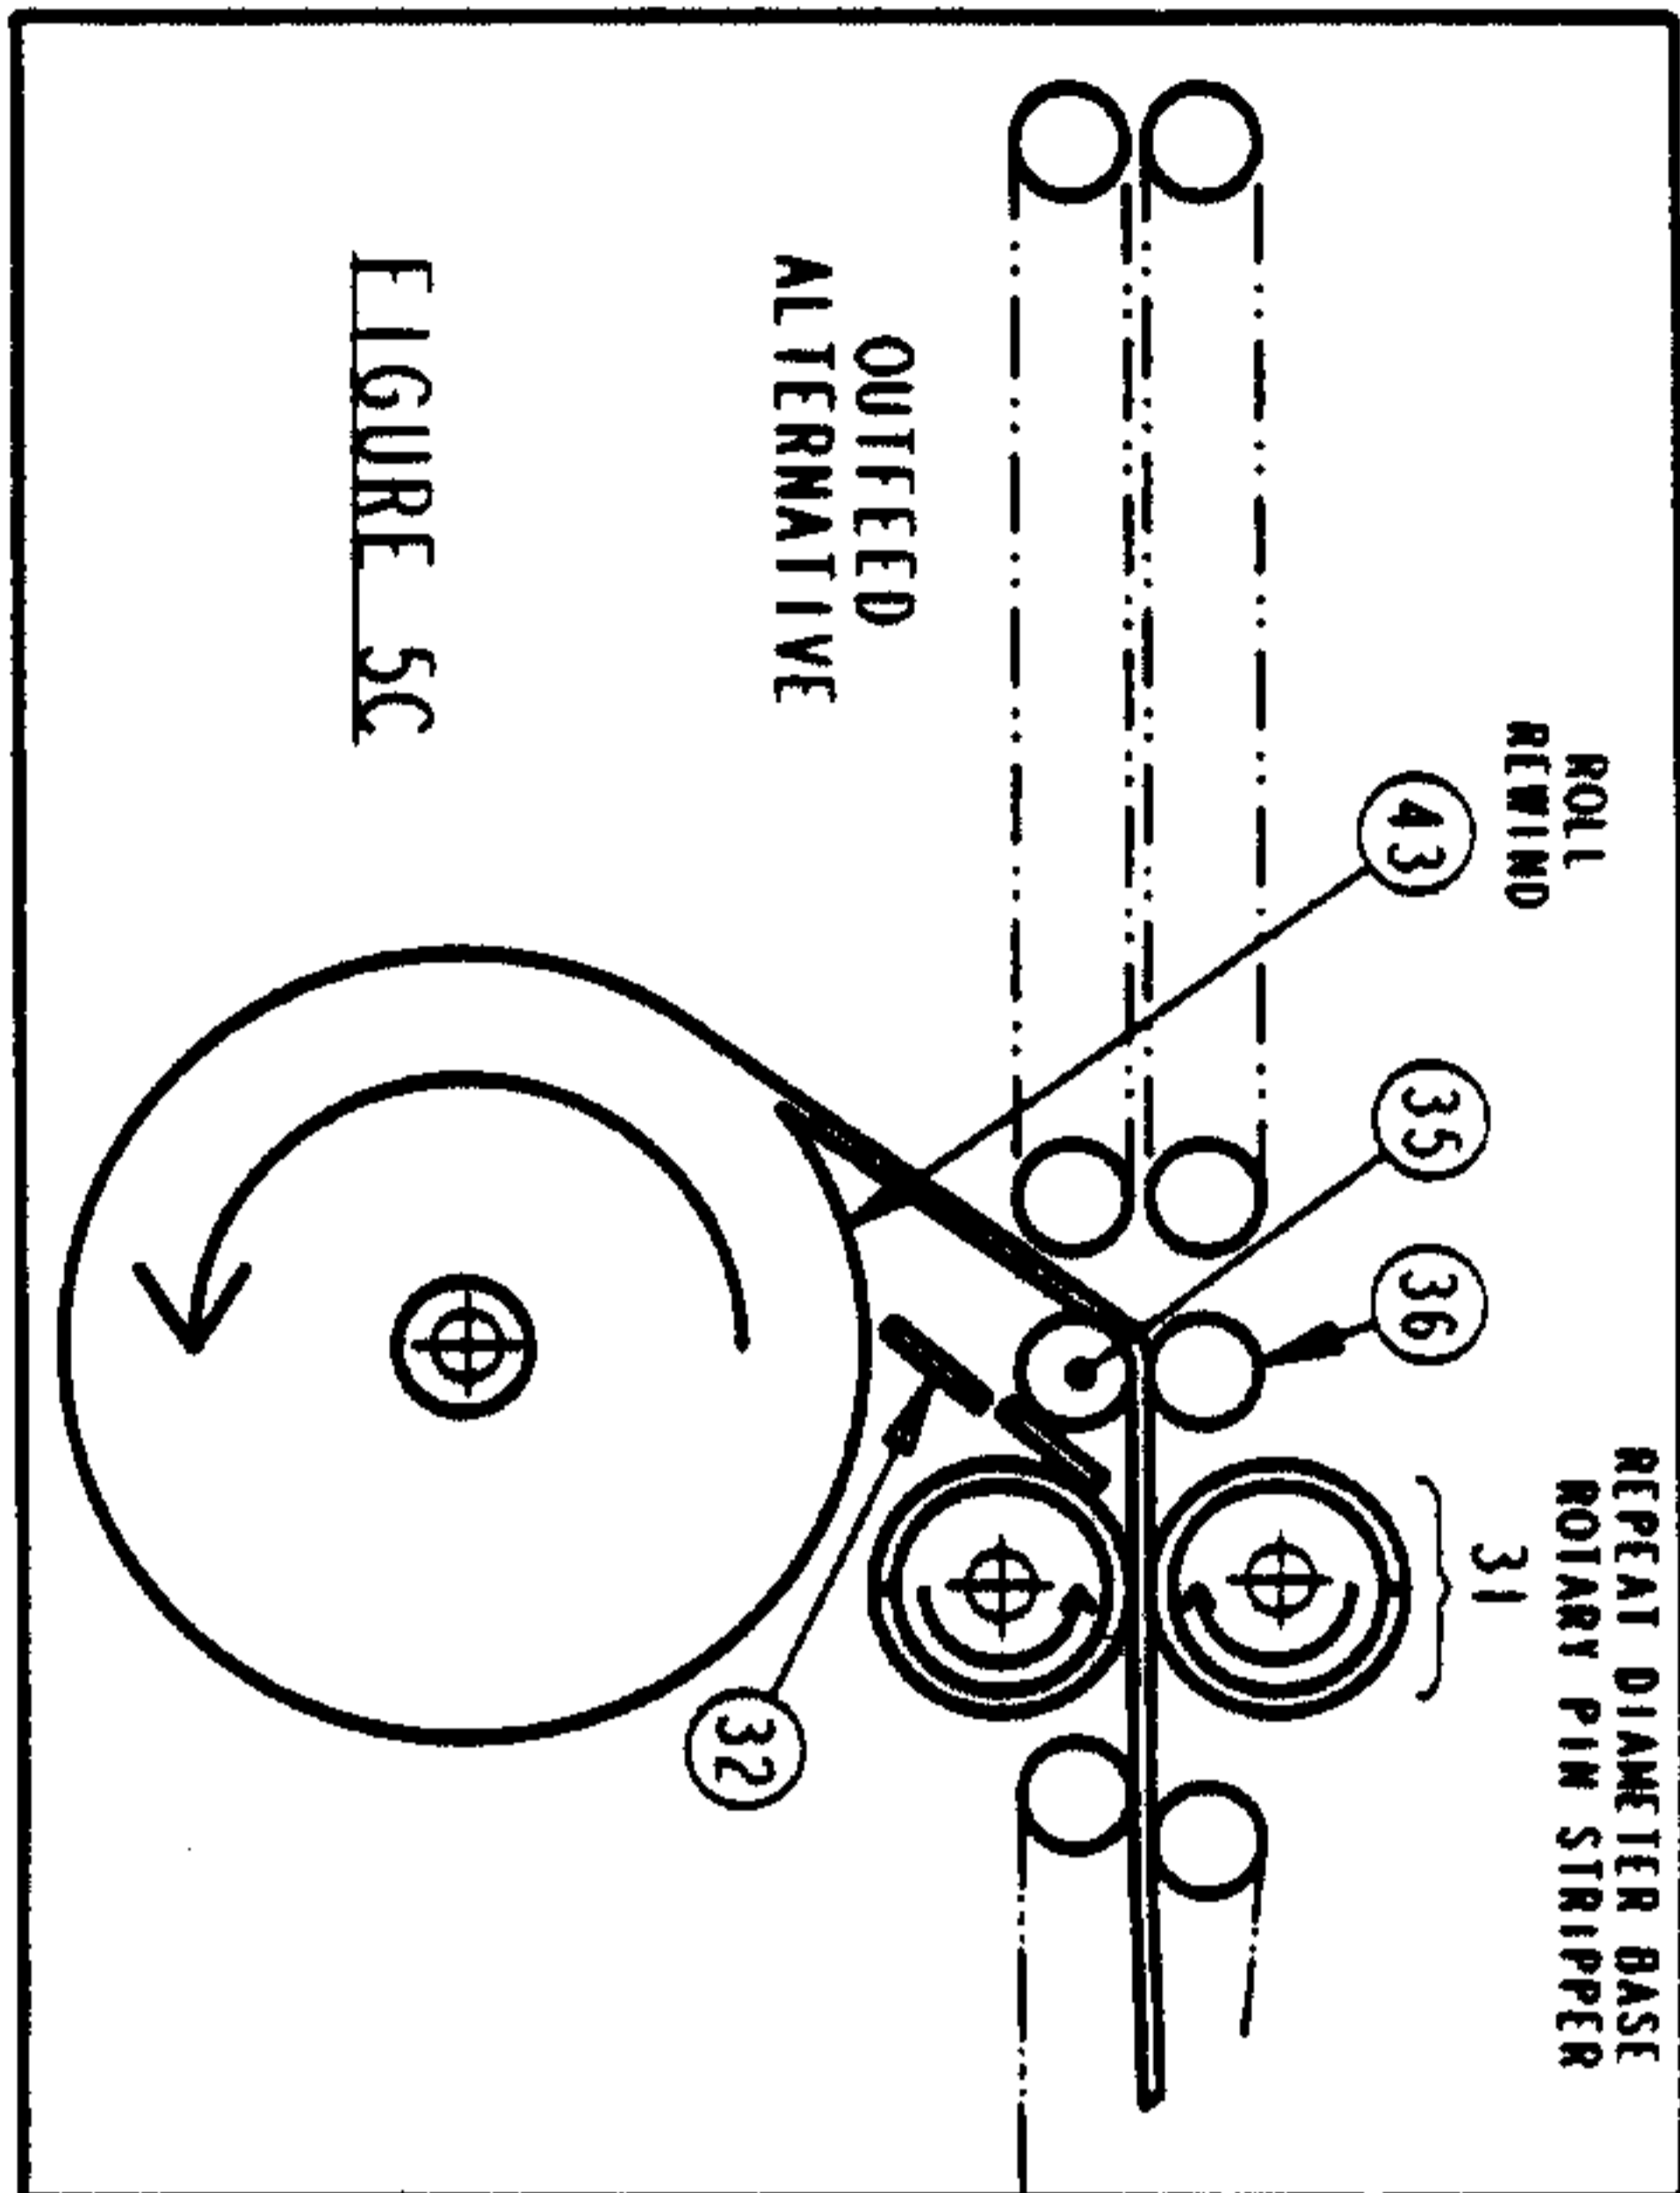 REPEAT DIAMETER BASE
ROTARY PIN STRIPPER
31
ROLL
REWIND
43
35
36
32
OUTFEED
ALTERNATIVE
FIGURE 5C